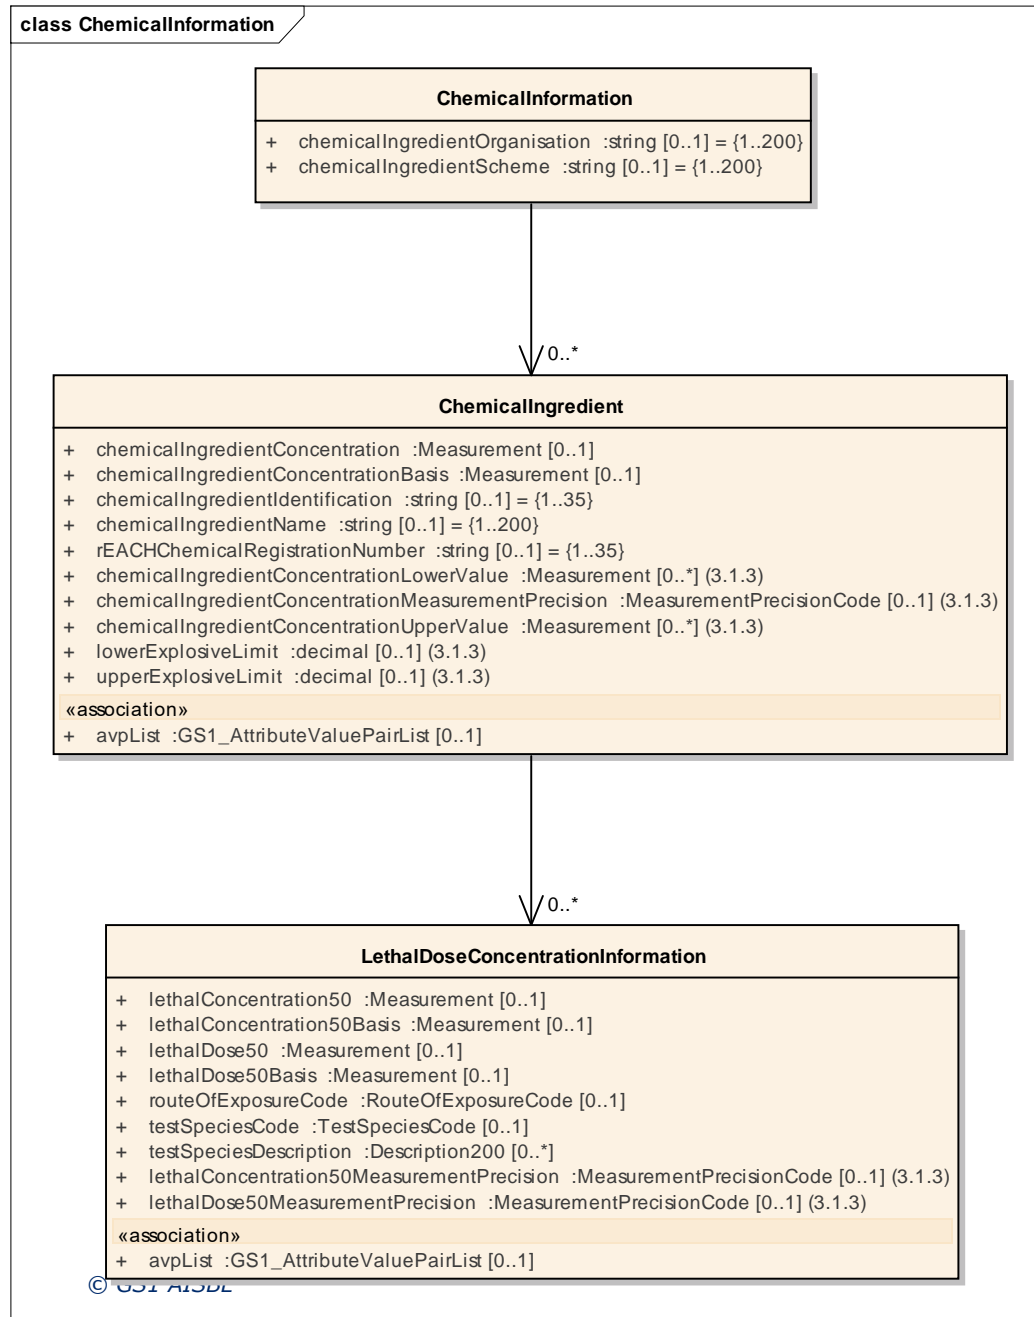 class ChemicalInformation
ChemicalInformation
+ chemicalIngredientOrganisation :string [0..1] = {1..200}
+ chemicalIngredientScheme :string [0..1] = {1..200}
0..*
ChemicalIngredient
+ chemicalIngredientConcentration :Measurement [0..1]
+ chemicalIngredientConcentrationBasis :Measurement [0..1]
+ chemicalIngredientIdentification :string [0..1] = {1..35}
+ chemicalIngredientName :string [0..1] = {1..200}
+ rEACHChemicalRegistrationNumber :string [0..1] = {1..35}
+ chemicalIngredientConcentrationLowerValue :Measurement [0..*] (3.1.3)
+ chemicalIngredientConcentrationMeasurementPrecision :MeasurementPrecisionCode [0..1] (3.1.3)
+ chemicalIngredientConcentrationUpperValue :Measurement [0..*] (3.1.3)
+ lowerExplosiveLimit :decimal [0..1] (3.1.3)
+ upperExplosiveLimit :decimal [0..1] (3.1.3)
«association»
+ avpList :GS1_AttributeValuePairList [0..1]
0..*
LethalDoseConcentrationInformation
+ lethalConcentration50 :Measurement [0..1]
+ lethalConcentration50Basis :Measurement [0..1]
+ lethalDose50 :Measurement [0..1]
+ lethalDose50Basis :Measurement [0..1]
+ routeOfExposureCode :RouteOfExposureCode [0..1]
+ testSpeciesCode :TestSpeciesCode [0..1]
+ testSpeciesDescription :Description200 [0..*]
+ lethalConcentration50MeasurementPrecision :MeasurementPrecisionCode [0..1] (3.1.3)
+ lethalDose50MeasurementPrecision :MeasurementPrecisionCode [0..1] (3.1.3)
«association»
+ avpList :GS1_AttributeValuePairList [0..1]
© GS1 AISBL